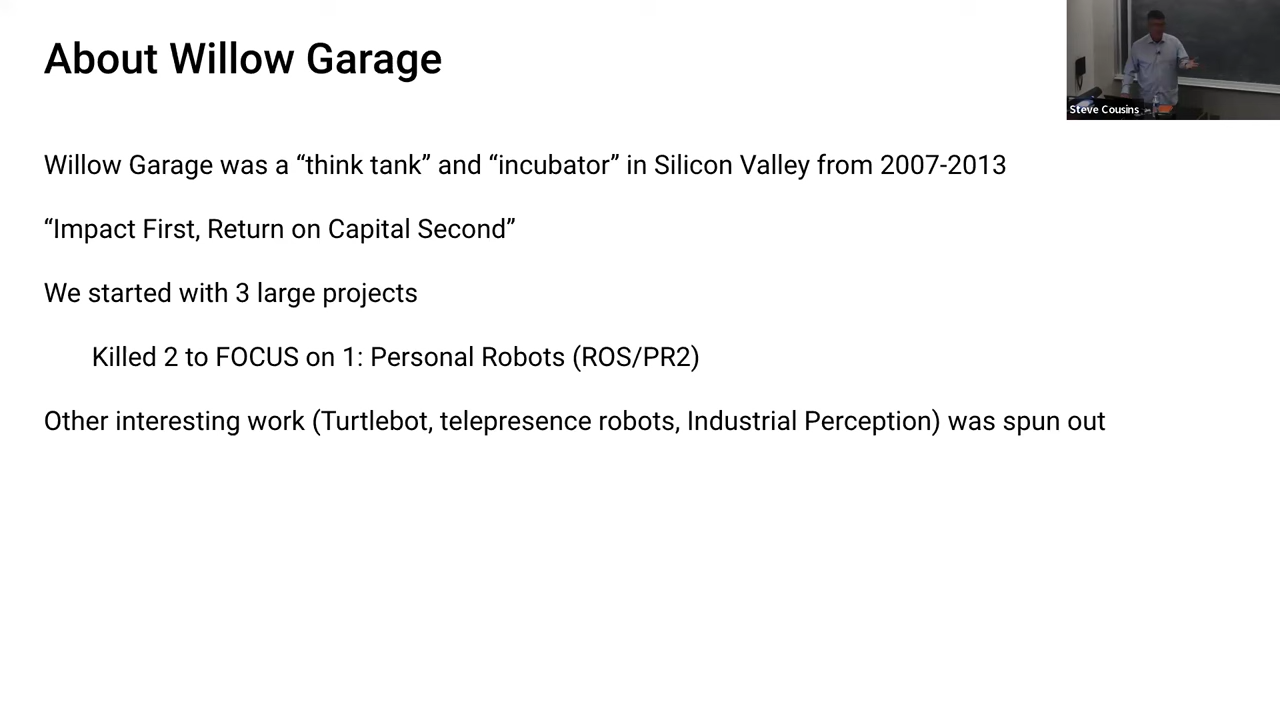 About Willow Garage
Steve Cousins
Willow Garage was a “think tank” and “incubator” in Silicon Valley from 2007-2013
“Impact First, Return on Capital Second”
We started with 3 large projects
Killed 2 to FOCUS on 1: Personal Robots (ROS/PR2)
Other interesting work (Turtlebot, telepresence robots, Industrial Perception) was spun out